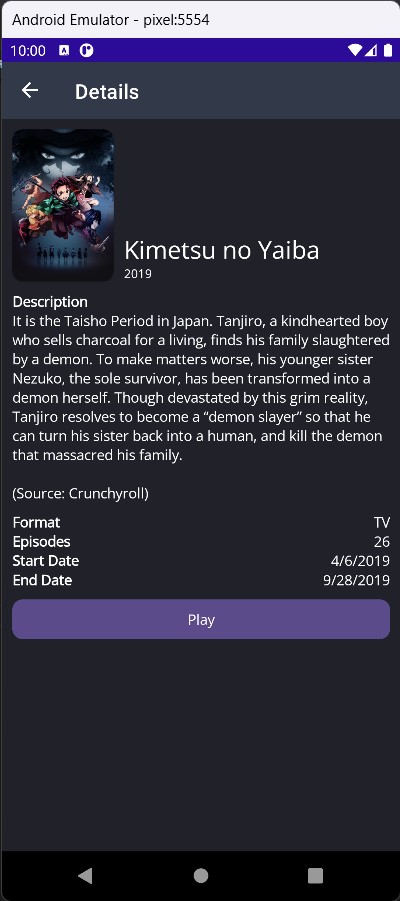 Android Emulator - pixel:5554
10:00
Details
Kimetsu no Yaiba
2019
Description
It is the Taisho Period in Japan. Tanjiro, a kindhearted boy
who sells charcoal for a living, finds his family slaughtered
by a demon. To make matters worse, his younger sister
Nezuko, the sole survivor, has been transformed into a
demon herself. Though devastated by this grim reality,
Tanjiro resolves to become a “demon slayer” so that he
can turn his sister back into a human, and kill the demon
that massacred his family.
(Source: Crunchyroll)
Format TV
Episodes 26
Start Date 4/6/2019
End Date 9/28/2019
Play